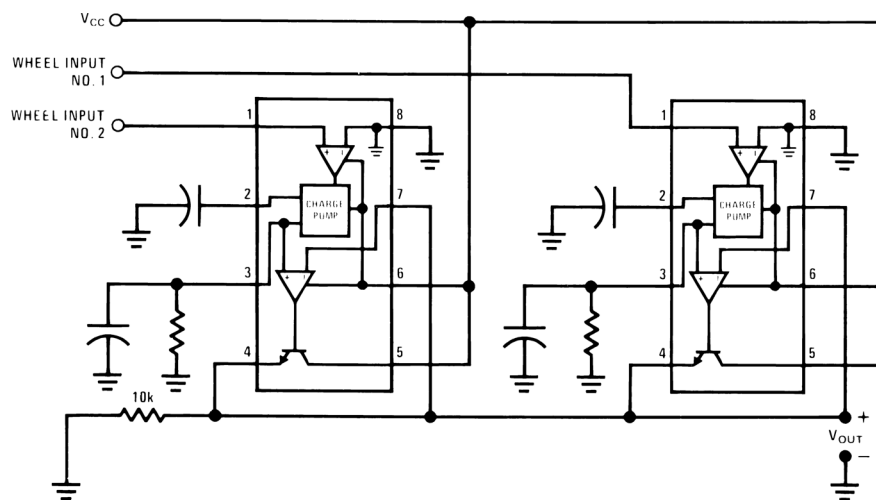 VCC
WHEEL INPUT
NO. 1
WHEEL INPUT
NO. 2
1
8
CHARGE
PUMP
2
7
3
6
4
5
1
8
CHARGE
PUMP
2
7
3
6
4
5
10k
+
VOUT
−